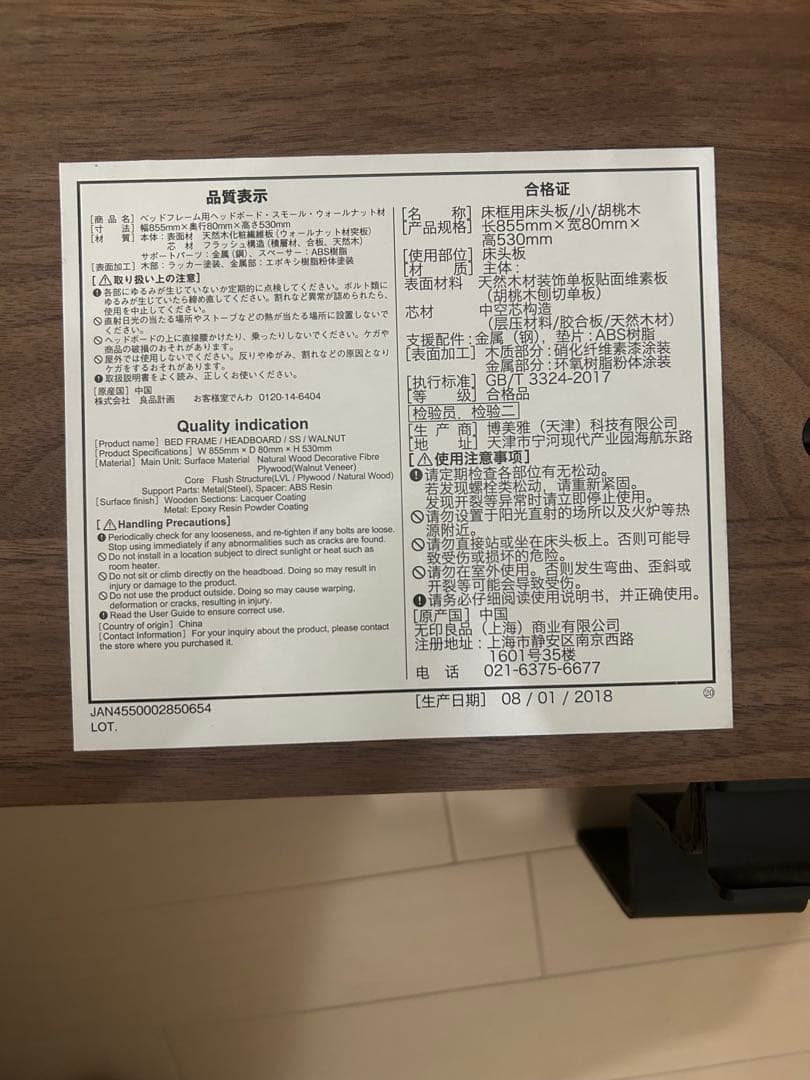 品質表示
[商 品 名] ベッドフレーム用ヘッドボード・スモール・ウォールナット材
[寸    法] 幅855mm×奥行80mm×高さ530mm
[材    質] 本体：表面材 天然木化粧繊維板（ウォールナット材突板）
芯 材 フラッシュ構造（積層材、合板、天然木）
サポートパーツ：金属（鋼）、スペーサー：ABS樹脂
[表面加工] 木部：ラッカー塗装、金属部：エポキシ樹脂粉体塗装
[⚠取り扱い上の注意]
各部にゆるみが生じていないか定期的に点検してください。ボルト類に
ゆるみが生じていたら締め直してください。割れなど異常が認められたら、
使用を中止してください。
直射日光の当たる場所やストーブなどの熱が当たる場所に設置しないで
ください。
ヘッドボードの上に直接腰かけたり、乗ったりしないでください。ケガや
商品の破損のおそれがあります。
屋外では使用しないでください。反りやゆがみ、割れなどの原因となり
ケガをするおそれがあります。
取扱説明書をよく読み、正しくお使いください。
[原産国] 中国
株式会社 良品計画 お客様室でんわ 0120-14-6404
Quality indication
[Product name] BED FRAME / HEADBOARD / SS / WALNUT
[Product Specifications] W 855mm × D 80mm × H 530mm
[Material] Main Unit: Surface Material Natural Wood Decorative Fibre
Plywood(Walnut Veneer)
Core Flush Structure(LVL / Plywood / Natural Wood)
Support Parts: Metal(Steel), Spacer: ABS Resin
[Surface finish] Wooden Sections: Lacquer Coating
Metal: Epoxy Resin Powder Coating
[⚠Handling Precautions]
Periodically check for any looseness, and re-tighten if any bolts are loose.
Stop using immediately if any abnormalities such as cracks are found.
Do not install in a location subject to direct sunlight or heat such as
room heater.
Do not sit or climb directly on the headboad. Doing so may result in
injury or damage to the product.
Do not use the product outside. Doing so may cause warping,
deformation or cracks, resulting in injury.
Read the User Guide to ensure correct use.
[Country of origin] China
[Contact Information] For your inquiry about the product, please contact
the store where you purchased it.
合格证
[名    称] 床框用床头板/小/胡桃木
[产品规格] 长855mm×宽80mm×
高530mm
[使用部位] 床头板
[材    质] 主体：
表面材料 天然木材装饰单板贴面维素板
（胡桃木刨切单板）
芯材 中空芯构造
（层压材料/胶合板/天然木材）
支援配件：金属（钢），垫片：ABS树脂
[表面加工] 木质部分：硝化纤维素漆涂装
金属部分：环氧树脂粉体涂装
[执行标准] GB/T 3324-2017
[等    级] 合格品
[检验员，检验二]
[生 产 商] 博美雅（天津）科技有限公司
[地    址] 天津市宁河现代产业园海航东路
[⚠使用注意事项]
请定期检查各部位有无松动。
若发现螺栓类松动，请重新紧固。
发现开裂等异常时请立即停止使用。
请勿设置于阳光直射的场所以及火炉等热
源附近。
请勿直接站或坐在床头板上。否则可能导
致受伤或损坏的危险。
请勿在室外使用。否则发生弯曲、歪斜或
开裂等可能会导致受伤。
请务必仔细阅读使用说明书，并正确使用。
[原产国] 中国
无印良品（上海）商业有限公司
注册地址：上海市静安区南京西路
1601号35楼
电 话 021-6375-6677
JAN4550002850654
LOT.
[生产日期] 08 / 01 / 2018
⑳